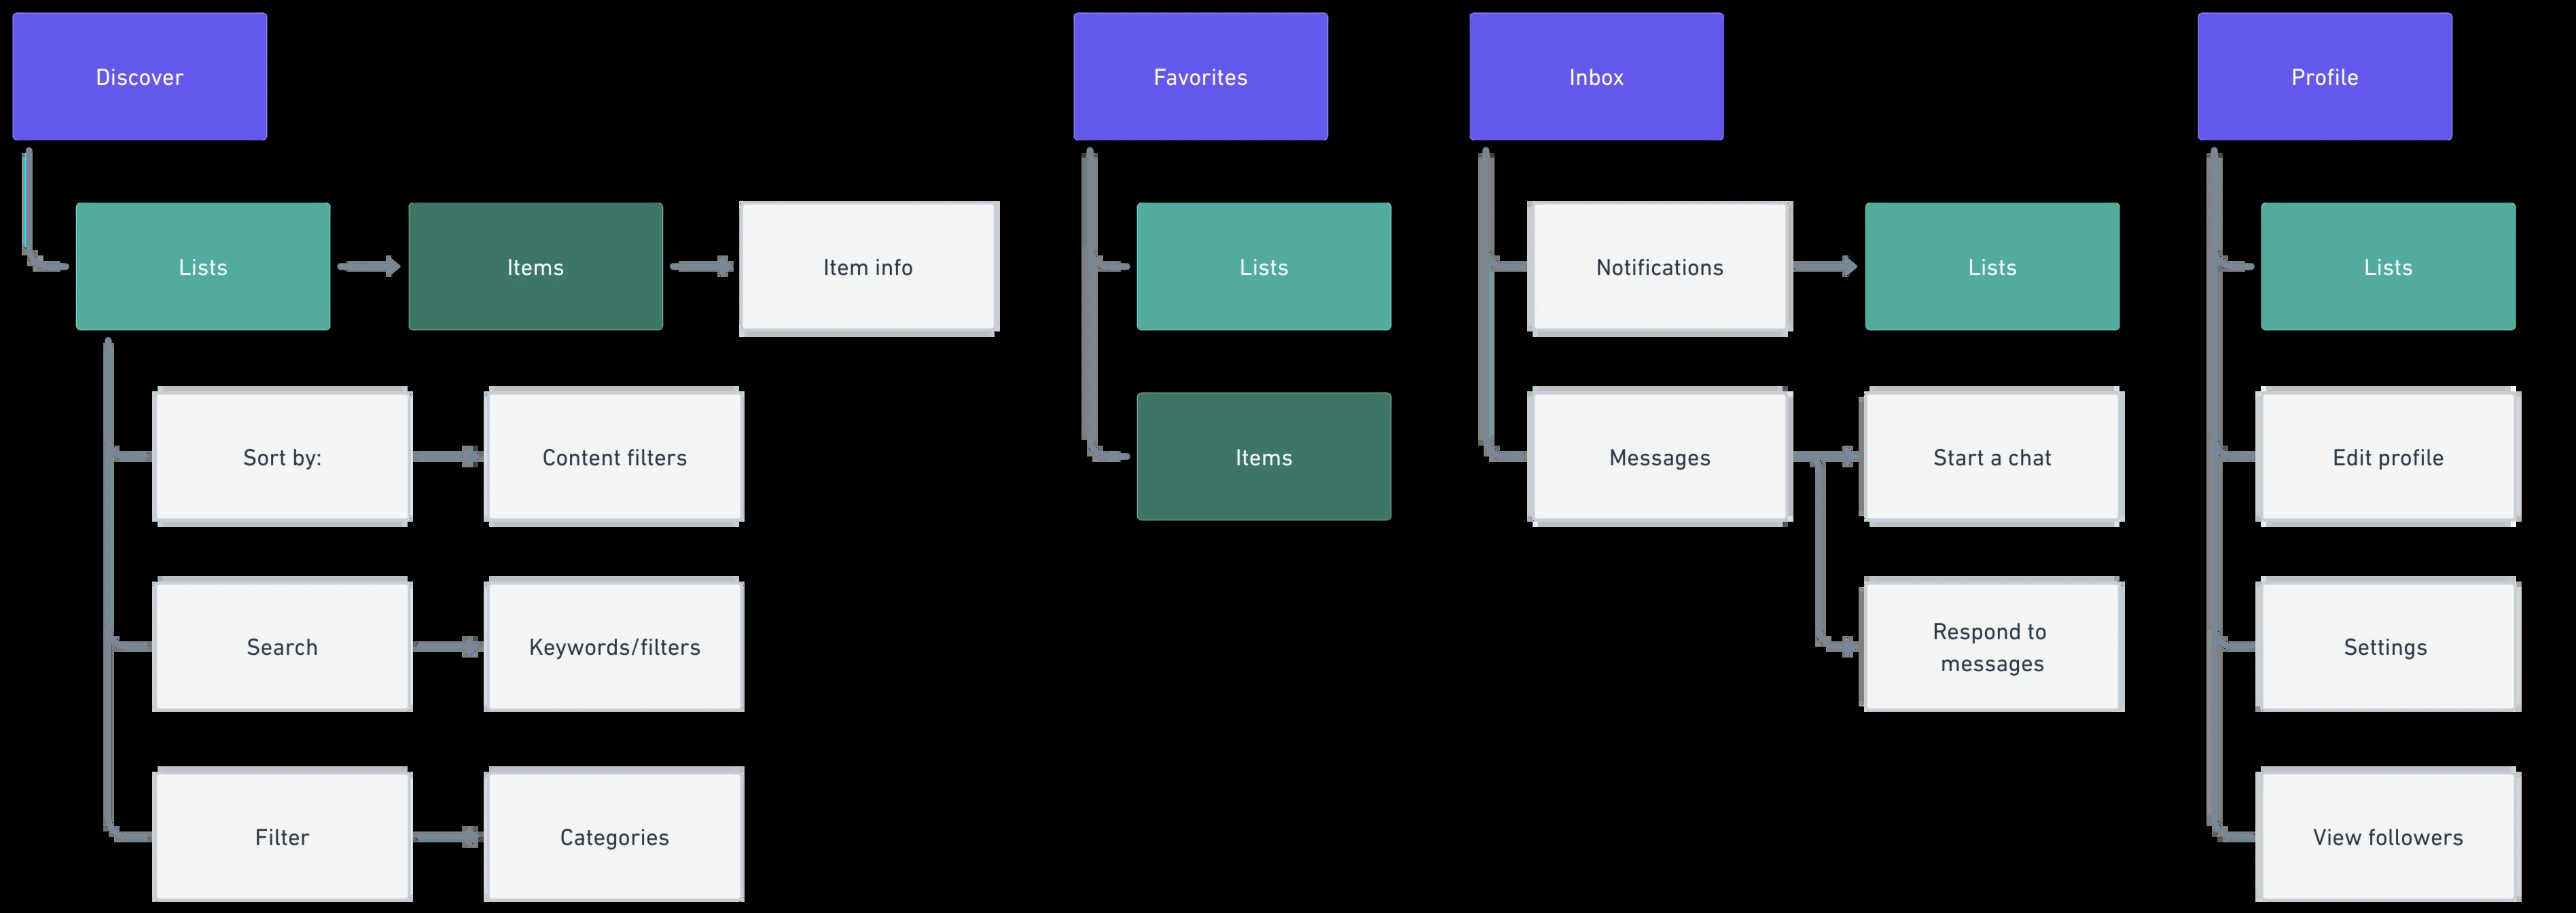 Discover
Favorites
Inbox
Profile
Lists
Items
Item info
Lists
Notifications
Lists
Lists
Sort by:
Content filters
Items
Messages
Start a chat
Edit profile
Search
Keywords/filters
Respond to
messages
Settings
Filter
Categories
View followers